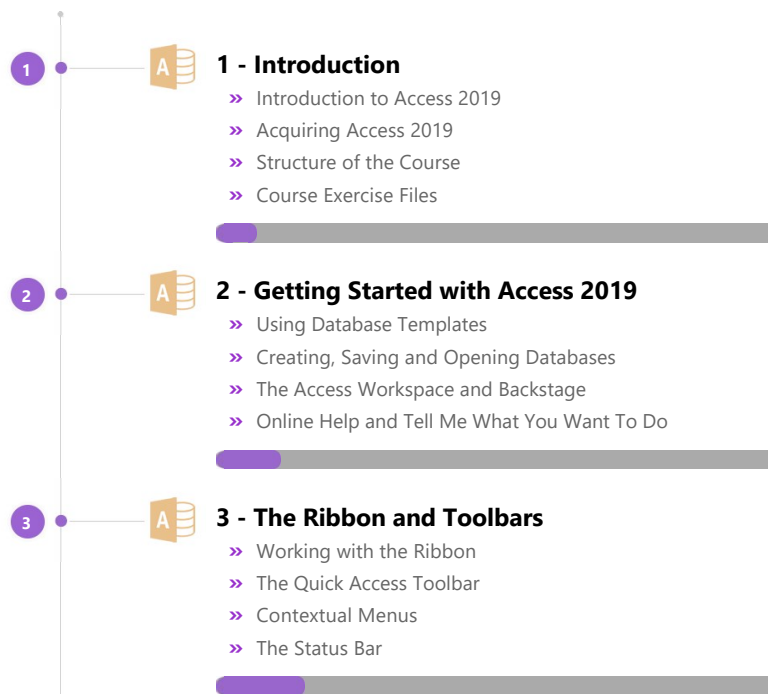 1
A
1 - Introduction
» Introduction to Access 2019
» Acquiring Access 2019
» Structure of the Course
» Course Exercise Files
2
A
2 - Getting Started with Access 2019
» Using Database Templates
» Creating, Saving and Opening Databases
» The Access Workspace and Backstage
» Online Help and Tell Me What You Want To Do
3
A
3 - The Ribbon and Toolbars
» Working with the Ribbon
» The Quick Access Toolbar
» Contextual Menus
» The Status Bar